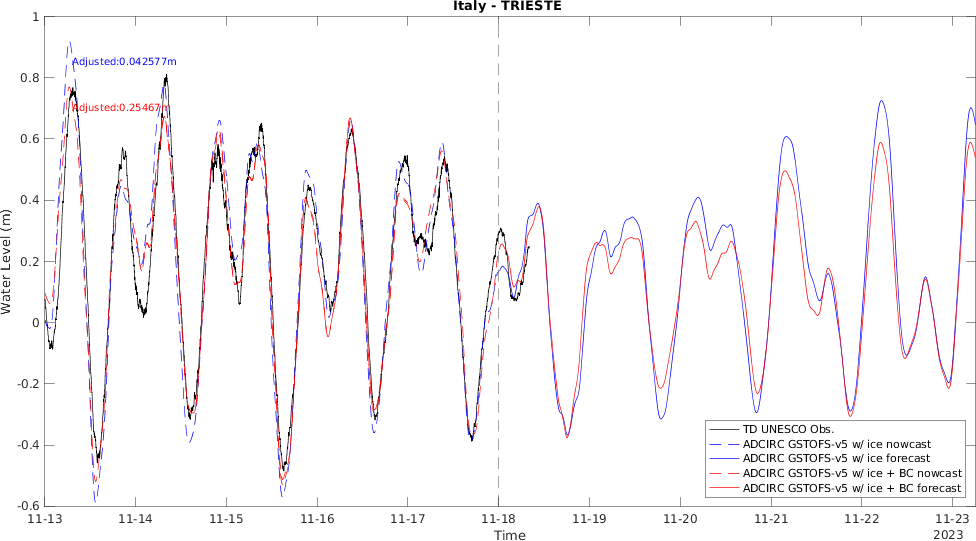 Italy - TRIESTE
Water Level (m)
1
0.8
0.6
0.4
0.2
0
-0.2
-0.4
-0.6
Adjusted:0.042577m
Adjusted:0.25467m
TD UNESCO Obs.
ADCIRC GSTOFS-v5 w/ ice nowcast
ADCIRC GSTOFS-v5 w/ ice forecast
ADCIRC GSTOFS-v5 w/ ice + BC nowcast
ADCIRC GSTOFS-v5 w/ ice + BC forecast
11-13 11-14 11-15 11-16 11-17 11-18 11-19 11-20 11-21 11-22 11-23
Time
2023